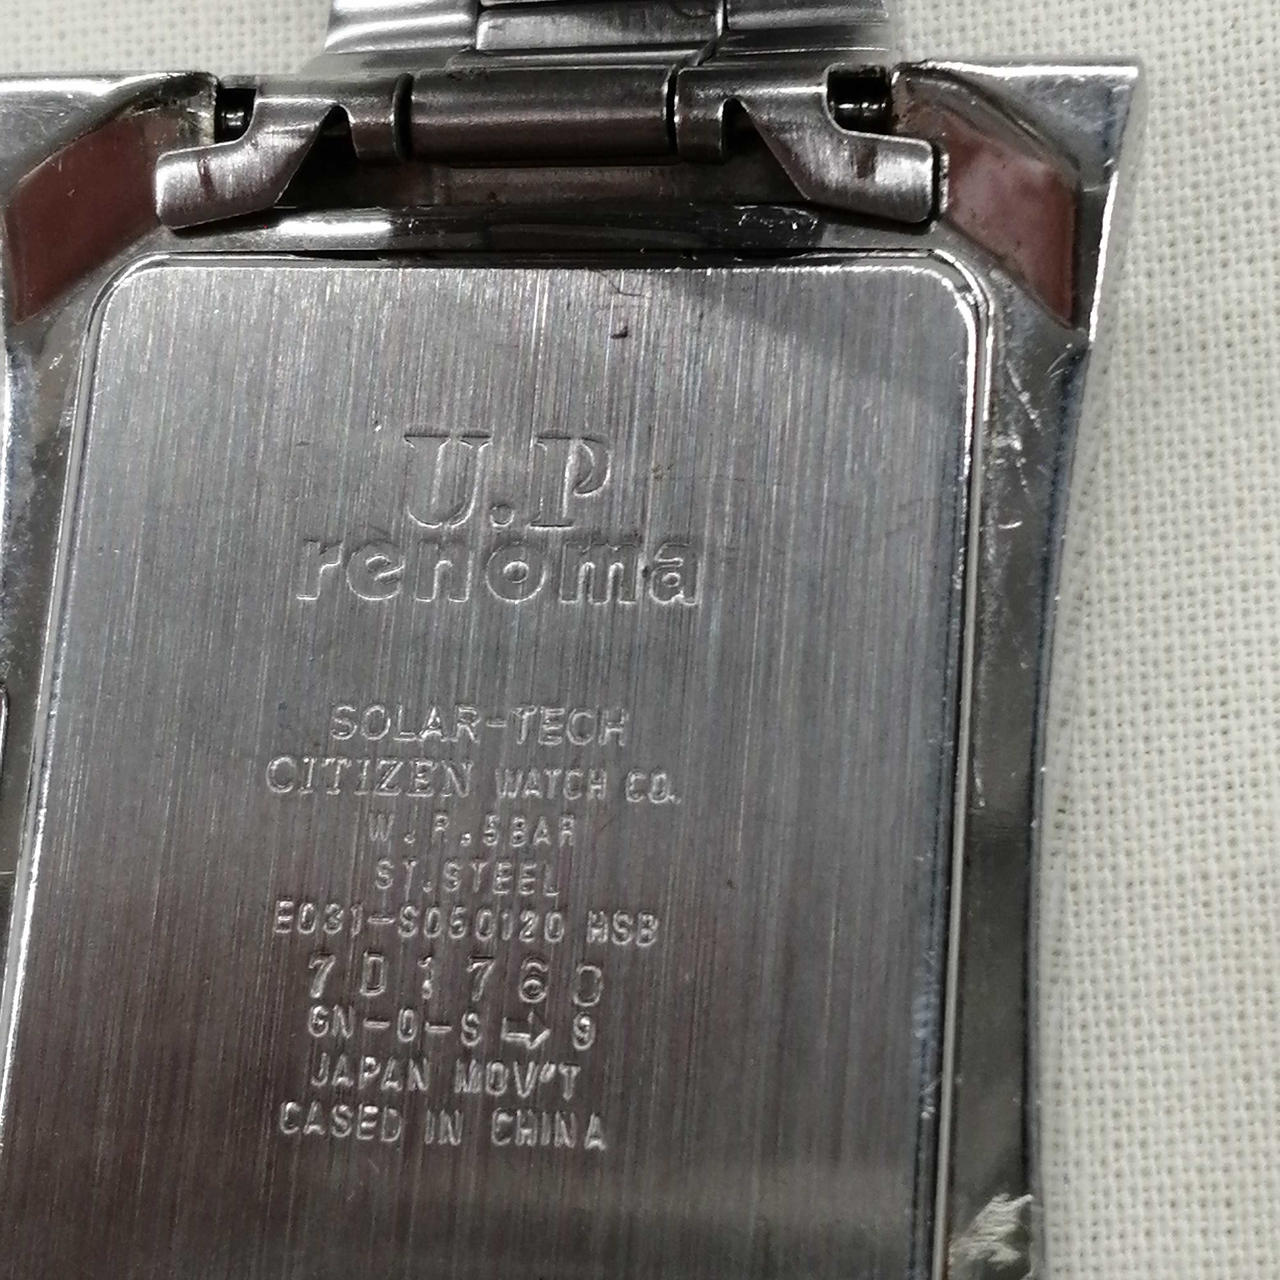 U.P
renoma
SOLAR-TECH
CITIZEN WATCH CO.
W.R.5BAR
ST.STEEL
E031-S050120 HSB
7D1760
GN-0-S → 9
JAPAN MOV'T
CASED IN CHINA